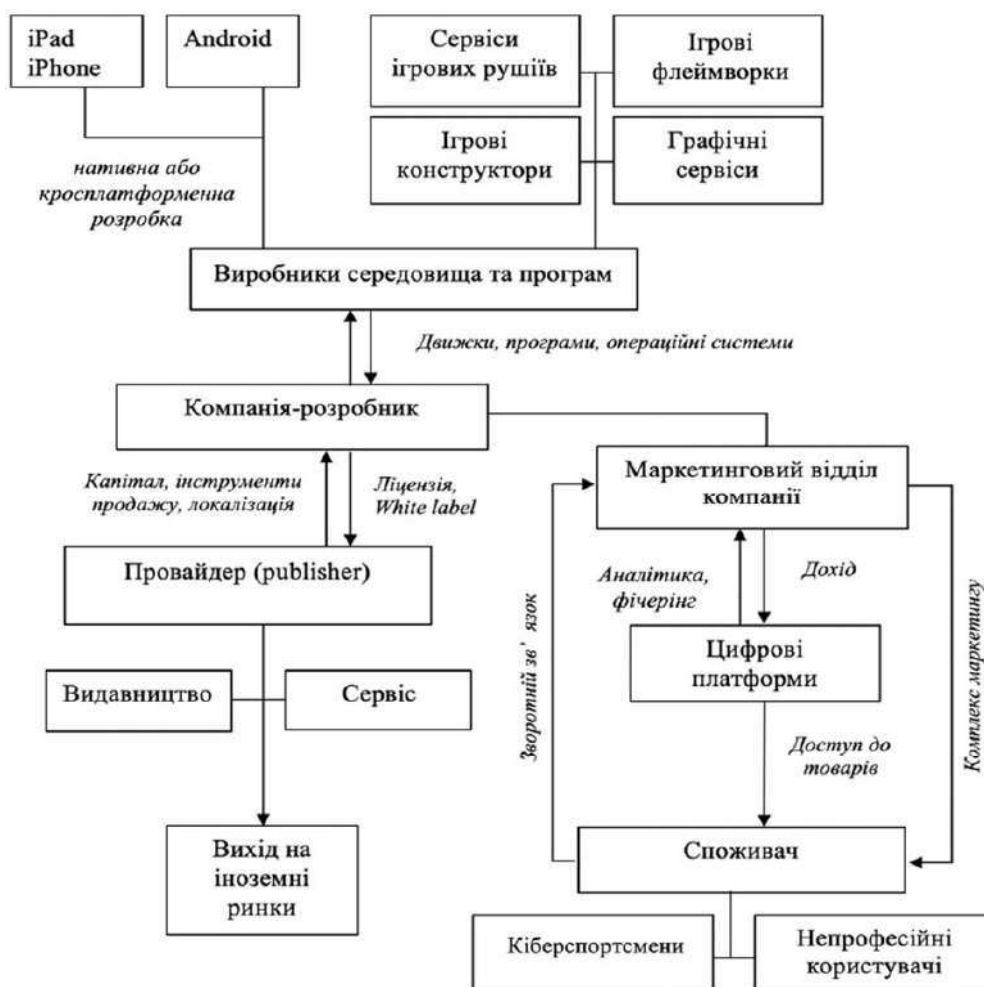 iPad
iPhone
Android
Сервіси
ігрових рушіїв
Ігрові
флеймворки
Ігрові
конструктори
Графічні
сервіси
нативна або
кросплатформенна
розробка
Виробники середовища та програм
Движки, програми, операційні системи
Компанія-розробник
Капітал, інструменти
продажу, локалізація
Ліцензія,
White label
Маркетинговий відділ
компанії
Провайдер (publisher)
Аналітика,
фічерінг
Дохід
Зворотній зв' язок
Комплекс маркетингу
Цифрові
платформи
Видавництво
Сервіс
Доступ до
товарів
Вихід на
іноземні
ринки
Споживач
Кіберспортсмени
Непрофесійні
користувачі